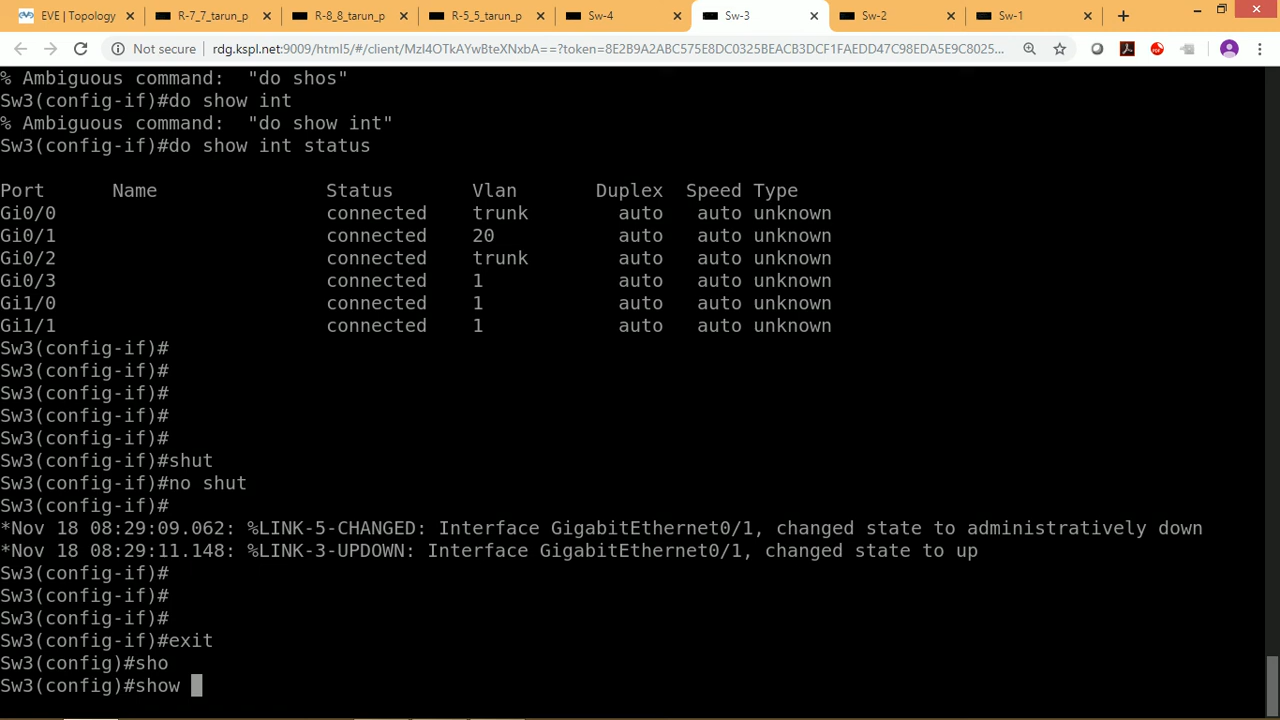 EVE | Topology
R-7_7_tarun_p
R-8_8_tarun_p
R-5_5_tarun_p
Sw-4
Sw-3
Sw-2
Sw-1
Not secure rdg.kspl.net:9009/html5/#/client/MzI4OTkAYwBteXNxbA==?token=8E2B9A2ABC575E8DC0325BEACB3DCF1FAEDD47C98EDA5E9C8025...
% Ambiguous command:  "do shos"
Sw3(config-if)#do show int
% Ambiguous command:  "do show int"
Sw3(config-if)#do show int status
Port Name Status Vlan Duplex Speed Type
Gi0/0 connected trunk auto auto unknown
Gi0/1 connected 20 auto auto unknown
Gi0/2 connected trunk auto auto unknown
Gi0/3 connected 1 auto auto unknown
Gi1/0 connected 1 auto auto unknown
Gi1/1 connected 1 auto auto unknown
Sw3(config-if)#
Sw3(config-if)#
Sw3(config-if)#
Sw3(config-if)#
Sw3(config-if)#
Sw3(config-if)#shut
Sw3(config-if)#no shut
Sw3(config-if)#
*Nov 18 08:29:09.062: %LINK-5-CHANGED: Interface GigabitEthernet0/1, changed state to administratively down
*Nov 18 08:29:11.148: %LINK-3-UPDOWN: Interface GigabitEthernet0/1, changed state to up
Sw3(config-if)#
Sw3(config-if)#
Sw3(config-if)#
Sw3(config-if)#exit
Sw3(config)#sho
Sw3(config)#show